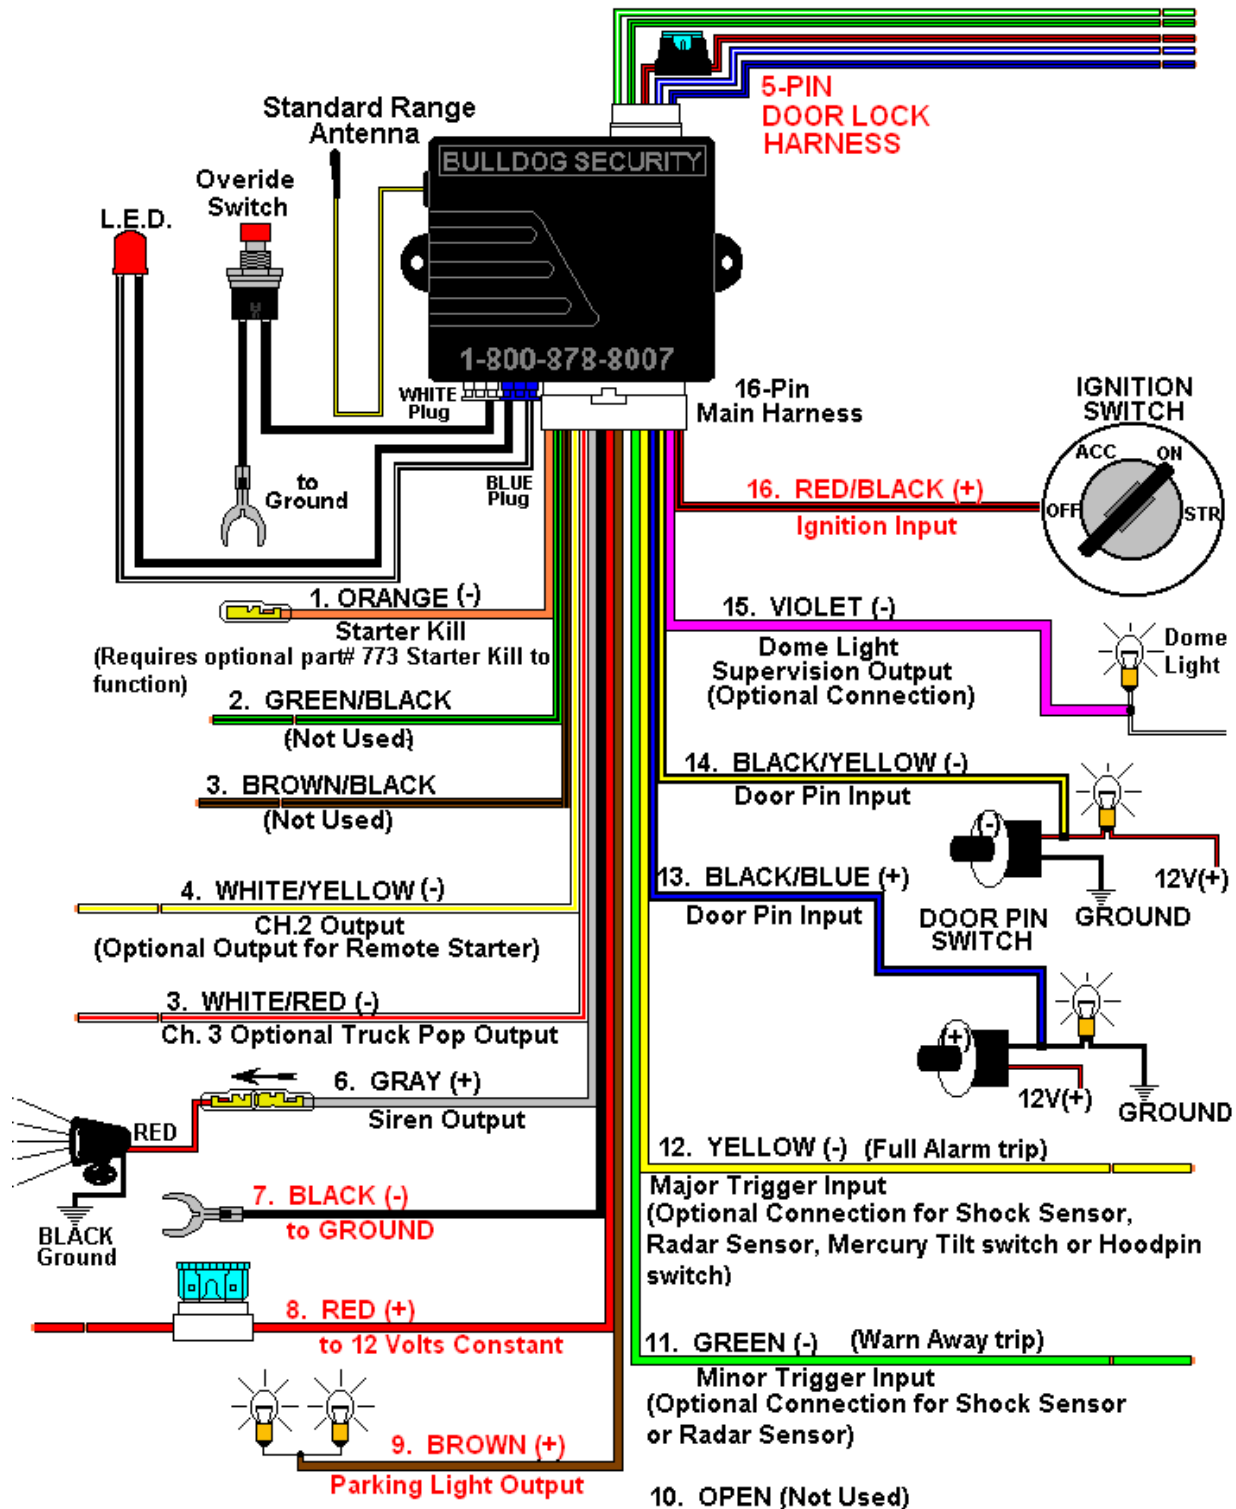 5-PIN
DOOR LOCK
HARNESS
Standard Range
Antenna
BULLDOG SECURITY
Overide
Switch
L.E.D.
1-800-878-8007
WHITE
Plug
16-Pin
Main Harness
IGNITION
SWITCH
ACC
ON
OFF
STR
to
Ground
BLUE
Plug
16. RED/BLACK (+)
Ignition Input
1. ORANGE (-)
Starter Kill
(Requires optional part# 773 Starter Kill to
function)
15. VIOLET (-)
Dome Light
Supervision Output
(Optional Connection)
Dome
Light
2. GREEN/BLACK
(Not Used)
14. BLACK/YELLOW (-)
Door Pin Input
3. BROWN/BLACK
(Not Used)
(-)
12V(+)
GROUND
13. BLACK/BLUE (+)
Door Pin Input
DOOR PIN
SWITCH
4. WHITE/YELLOW (-)
CH.2 Output
(Optional Output for Remote Starter)
3. WHITE/RED (-)
Ch. 3 Optional Truck Pop Output
(+)
12V(+)
GROUND
6. GRAY (+)
Siren Output
RED
BLACK
Ground
12. YELLOW (-) (Full Alarm trip)
Major Trigger Input
(Optional Connection for Shock Sensor,
Radar Sensor, Mercury Tilt switch or Hoodpin
switch)
7. BLACK (-)
to GROUND
8. RED (+)
to 12 Volts Constant
11. GREEN (-) (Warn Away trip)
Minor Trigger Input
(Optional Connection for Shock Sensor
or Radar Sensor)
9. BROWN (+)
Parking Light Output
10. OPEN (Not Used)